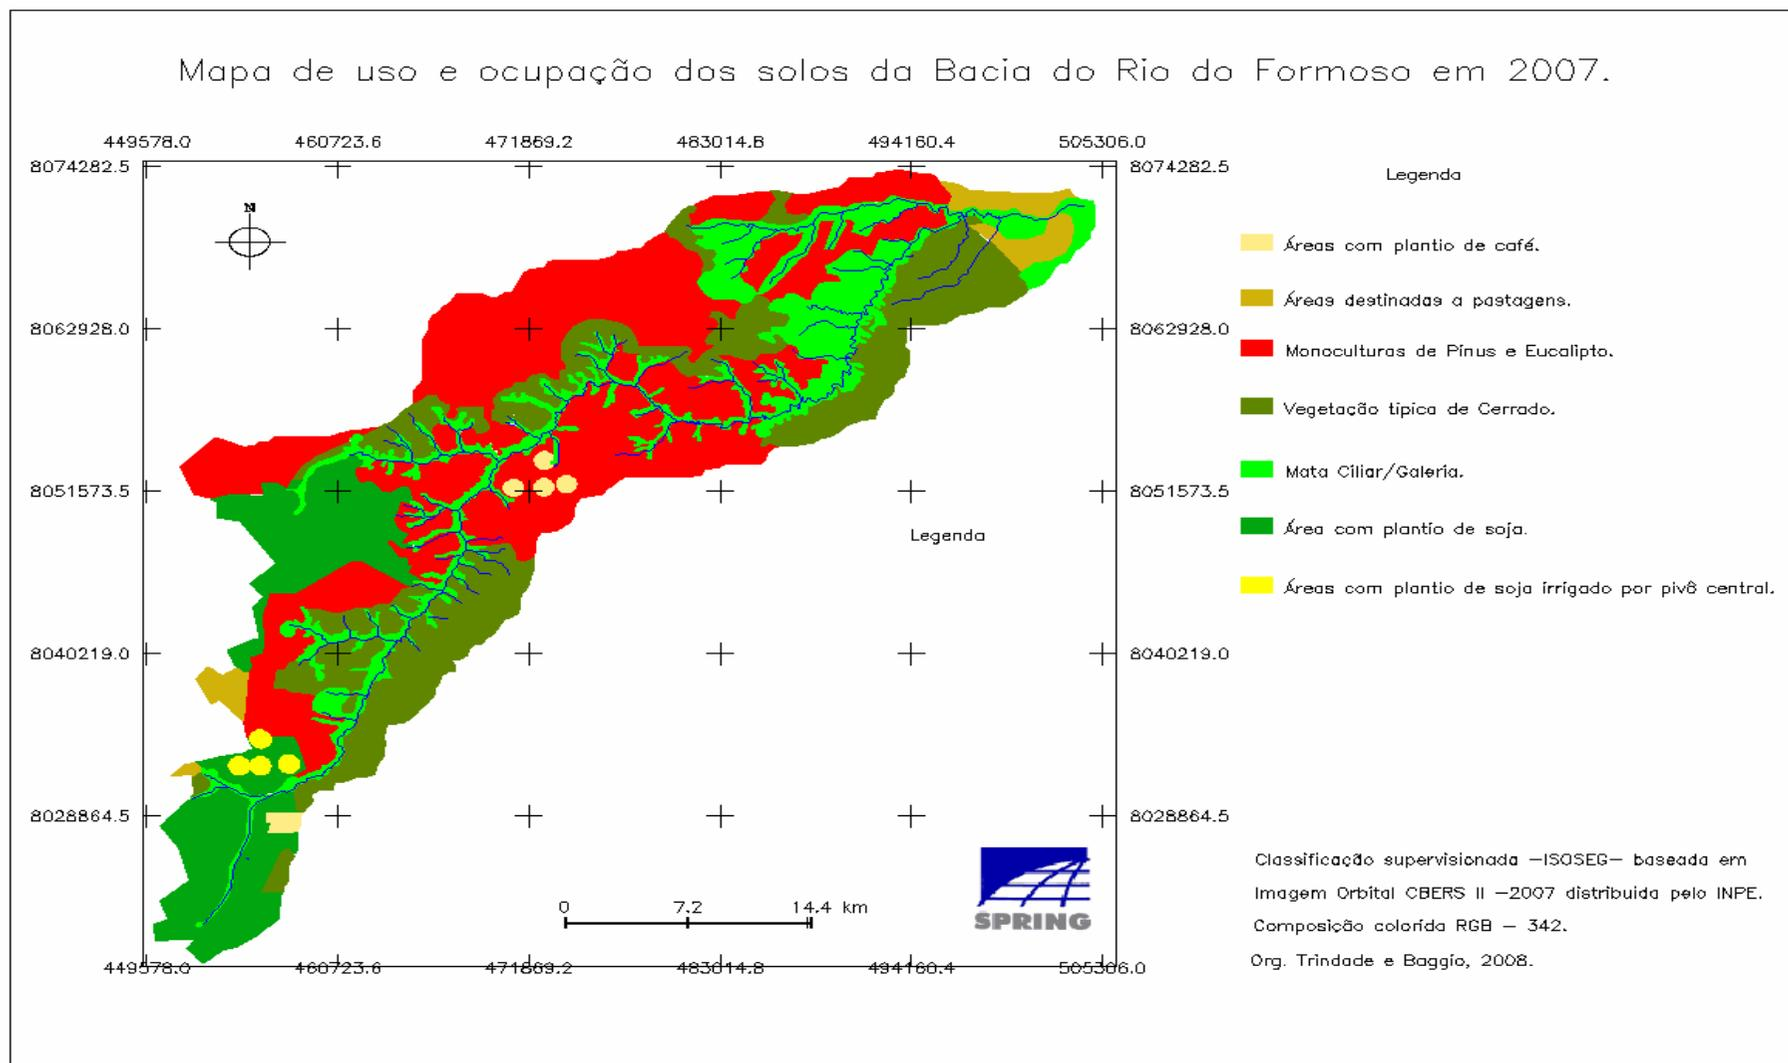 Mapa de uso e ocupação dos solos da Bacia do Rio do Formoso em 2007.
449578.0 460723.6 471869.2 483014.8 494160.4 505306.0
8074282.5 8074282.5
Legenda
N
Áreas com plantio de café.
Áreas destinadas a pastagens.
8062928.0 8062928.0
Monoculturas de Pinus e Eucalipto.
Vegetação tipica de Cerrado.
Mata Ciliar/Galeria.
8051573.5 8051573.5
Área com plantio de soja.
Legenda
Áreas com plantio de soja irrigado por pivô central.
8040219.0 8040219.0
8028864.5 8028864.5
Classificação supervisionada -ISOSEG- baseada em
Imagem Orbital CBERS II -2007 distribuida pelo INPE.
Composição colorida RGB - 342.
Org. Trindade e Baggio, 2008.
0 7.2 14.4 km
SPRING
449578.0 460723.6 471869.2 483014.8 494160.4 505306.0